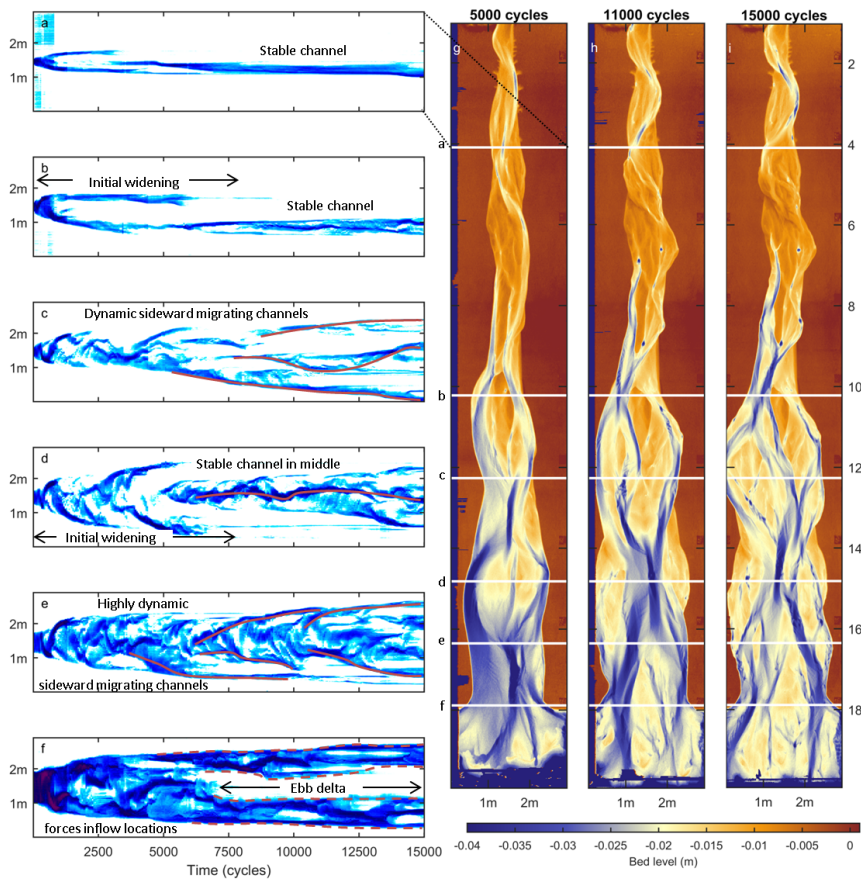 5000 cycles 11000 cycles 15000 cycles
a
2m
1m
Stable channel
g
h
i
2
a
4
b
2m
1m
Initial widening
Stable channel
6
c
2m
1m
Dynamic sideward migrating channels
8
10
b
d
2m
1m
Stable channel in middle
Initial widening
12
c
14
d
e
2m
1m
Highly dynamic
sideward migrating channels
16
e
18
f
f
2m
1m
Ebb delta
forces inflow locations
2500 5000 7500 10000 12500 15000
Time (cycles)
1m 2m 1m 2m 1m 2m
-0.04 -0.035 -0.03 -0.025 -0.02 -0.015 -0.01 -0.005 0
Bed level (m)